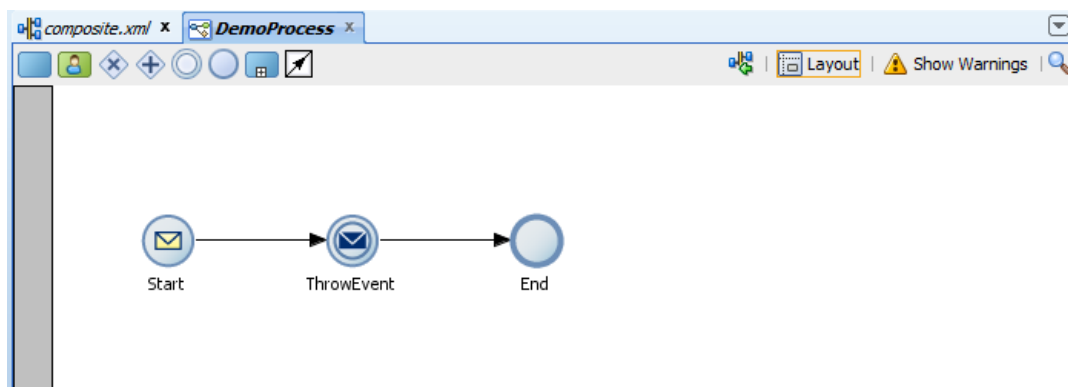 composite.xml x DemoProcess x
Layout Show Warnings
Start ThrowEvent End